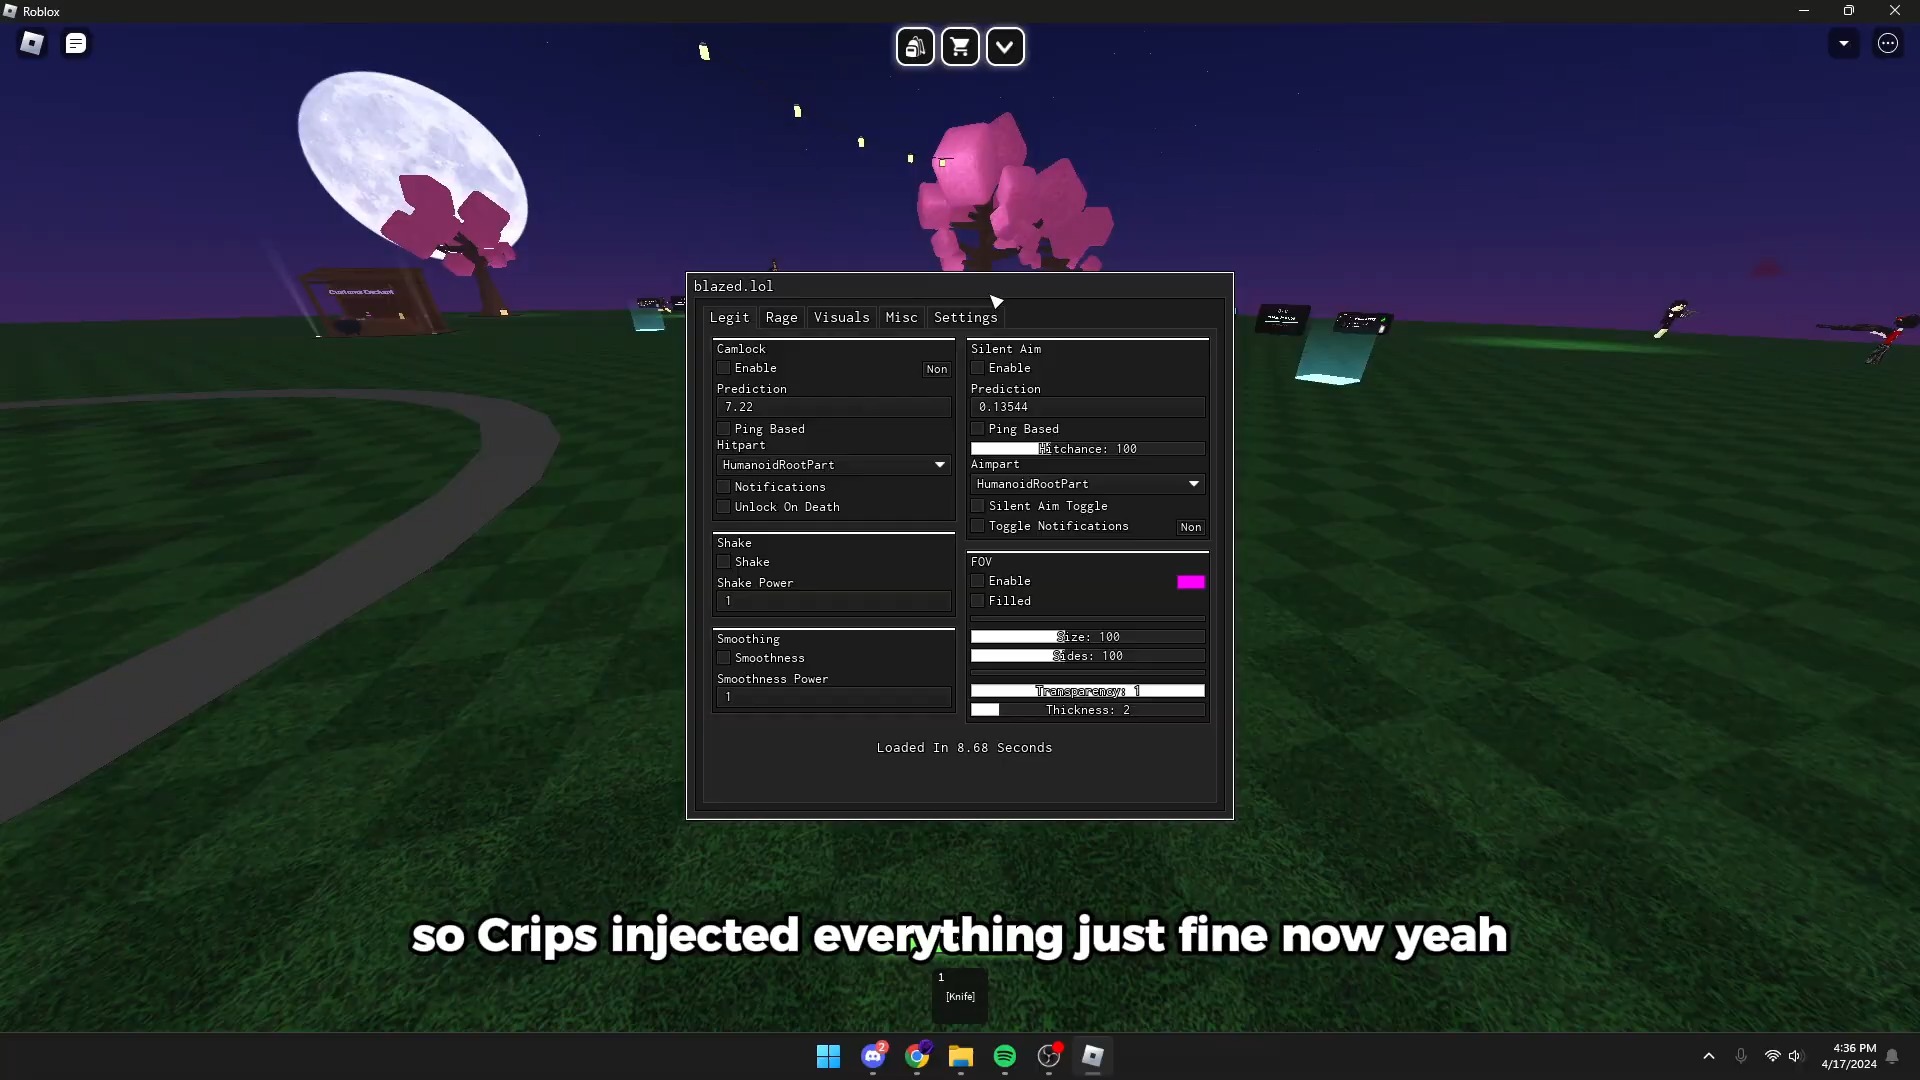 Roblox
blazed.lol
Legit Rage Visuals Misc Settings
Camlock
Enable Non
Prediction
7.22
Ping Based
Hitpart
HumanoidRootPart
Notifications
Unlock On Death
Shake
Shake
Shake Power
1
Smoothing
Smoothness
Smoothness Power
1
Silent Aim
Enable
Prediction
0.13544
Ping Based
Hitchance: 100
Aimpart
HumanoidRootPart
Silent Aim Toggle
Toggle Notifications Non
FOV
Enable
Filled
Size: 100
Sides: 100
Transparency: 1
Thickness: 2
Loaded In 8.68 Seconds
so Crips injected everything just fine now yeah
1
[Knife]
2
4:36 PM
4/17/2024